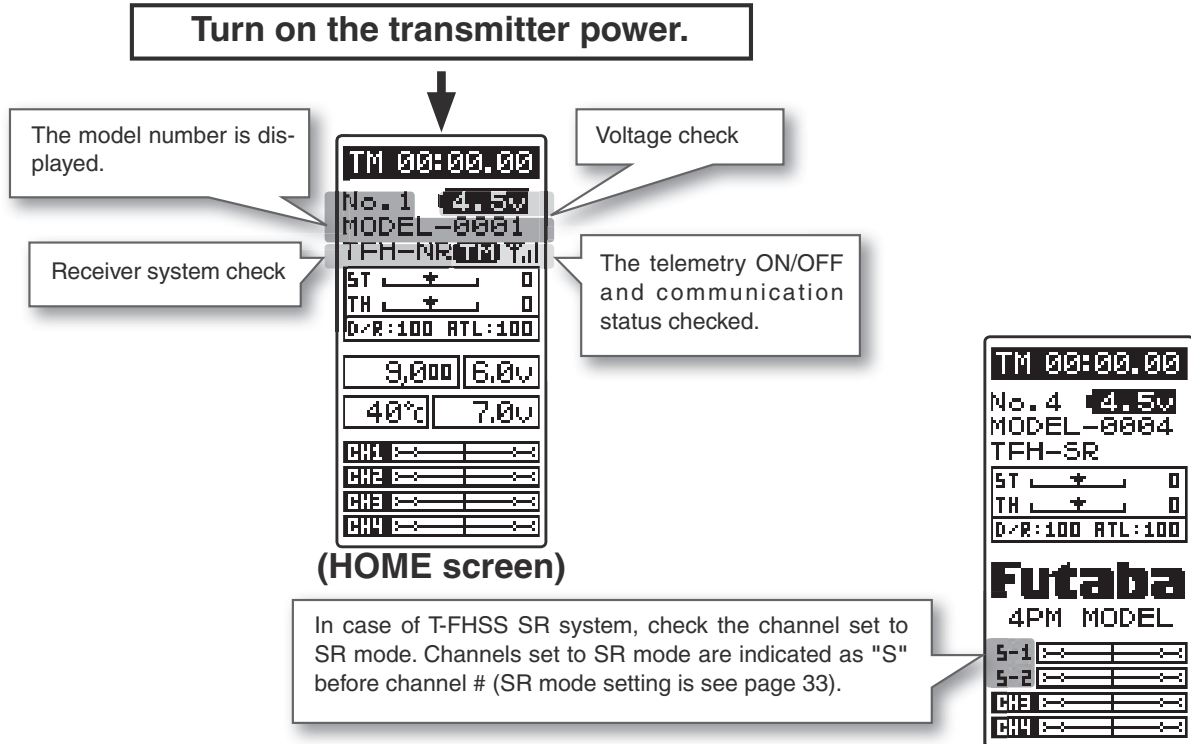 Turn on the transmitter power.
The model number is dis-
played.
Voltage check
Receiver system check
The telemetry ON/OFF
and communication
status checked.
TM 00:00.00
No.1 4.5v
MODEL-0001
TFH-NR TM
ST 0
TH 0
D/R:100 ATL:100
9,000 6.0v
40°c 7.0v
CH1
CH2
CH3
CH4
(HOME screen)
TM 00:00.00
No.4 4.5v
MODEL-0004
TFH-SR
ST 0
TH 0
D/R:100 ATL:100
Futaba
4PM MODEL
S-1
S-2
CH3
CH4
In case of T-FHSS SR system, check the channel set to
SR mode. Channels set to SR mode are indicated as "S"
before channel # (SR mode setting is see page 33).